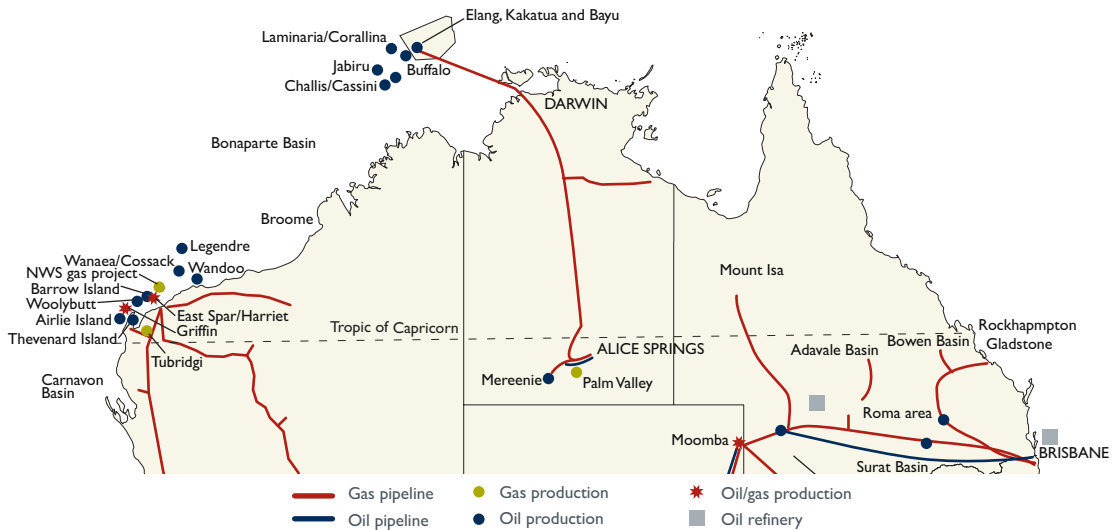 Elang, Kakatua and Bayu
Laminaria/Corallina
Buffalo
Jabiru
Challis/Cassini
DARWIN
Bonaparte Basin
Broome
Legendre
Wanaea/Cossack
Wandoo
NWS gas project
Barrow Island
Woolybutt
East Spar/Harriet
Airlie Island
Griffin
Thevenard Island
Tubridgi
Carnavon
Basin
Mount Isa
Tropic of Capricorn
Rockhapmpton
Gladstone
ALICE SPRINGS
Adavale Basin
Bowen Basin
Mereenie
Palm Valley
Roma area
Moomba
BRISBANE
Surat Basin
Gas pipeline
Gas production
Oil/gas production
Oil pipeline
Oil production
Oil refinery